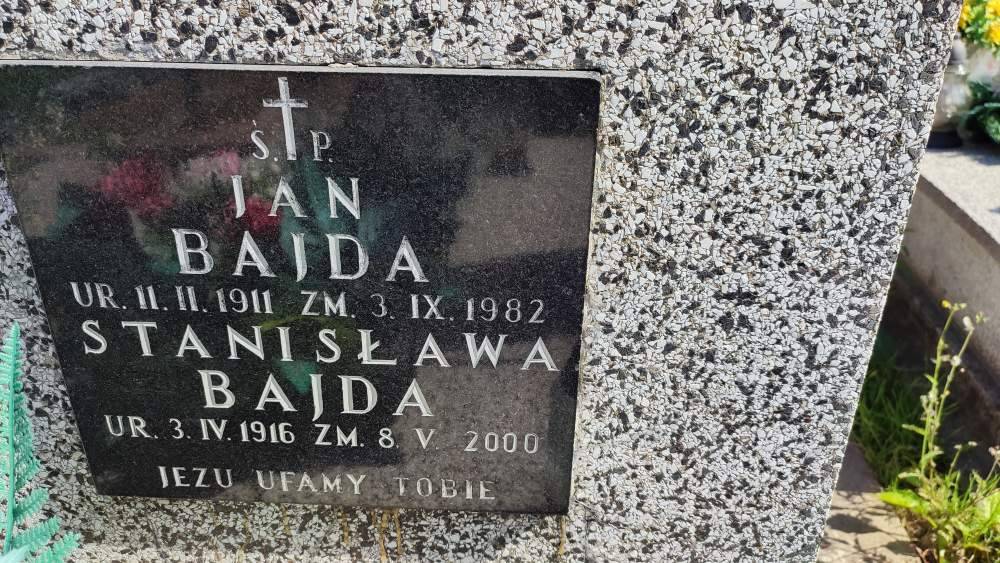 Ś. P.
JAN
BAJDA
UR. 11. II. 1911 ZM. 3. IX. 1982
STANISŁAWA
BAJDA
UR. 3. IV. 1916 ZM. 8. V. 2000
JEZU UFAMY TOBIE